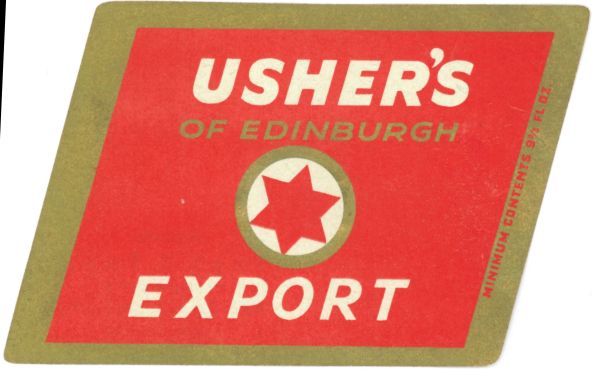 USHER'S
OF EDINBURGH
EXPORT
MINIMUM CONTENTS 9⅔ FL. OZ.